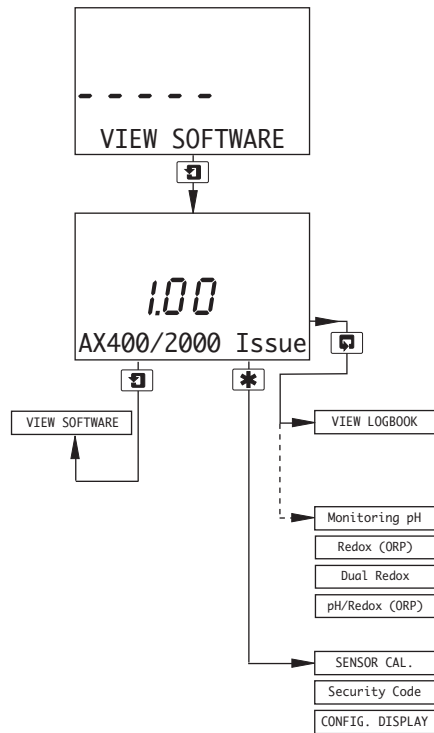 - - - - -
VIEW SOFTWARE
1.00
AX400/2000 Issue
VIEW SOFTWARE
VIEW LOGBOOK
Monitoring pH
Redox (ORP)
Dual Redox
pH/Redox (ORP)
SENSOR CAL.
Security Code
CONFIG. DISPLAY